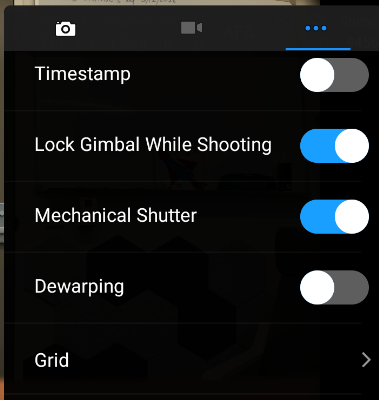 Timestamp
Lock Gimbal While Shooting
Mechanical Shutter
Dewarping
Grid